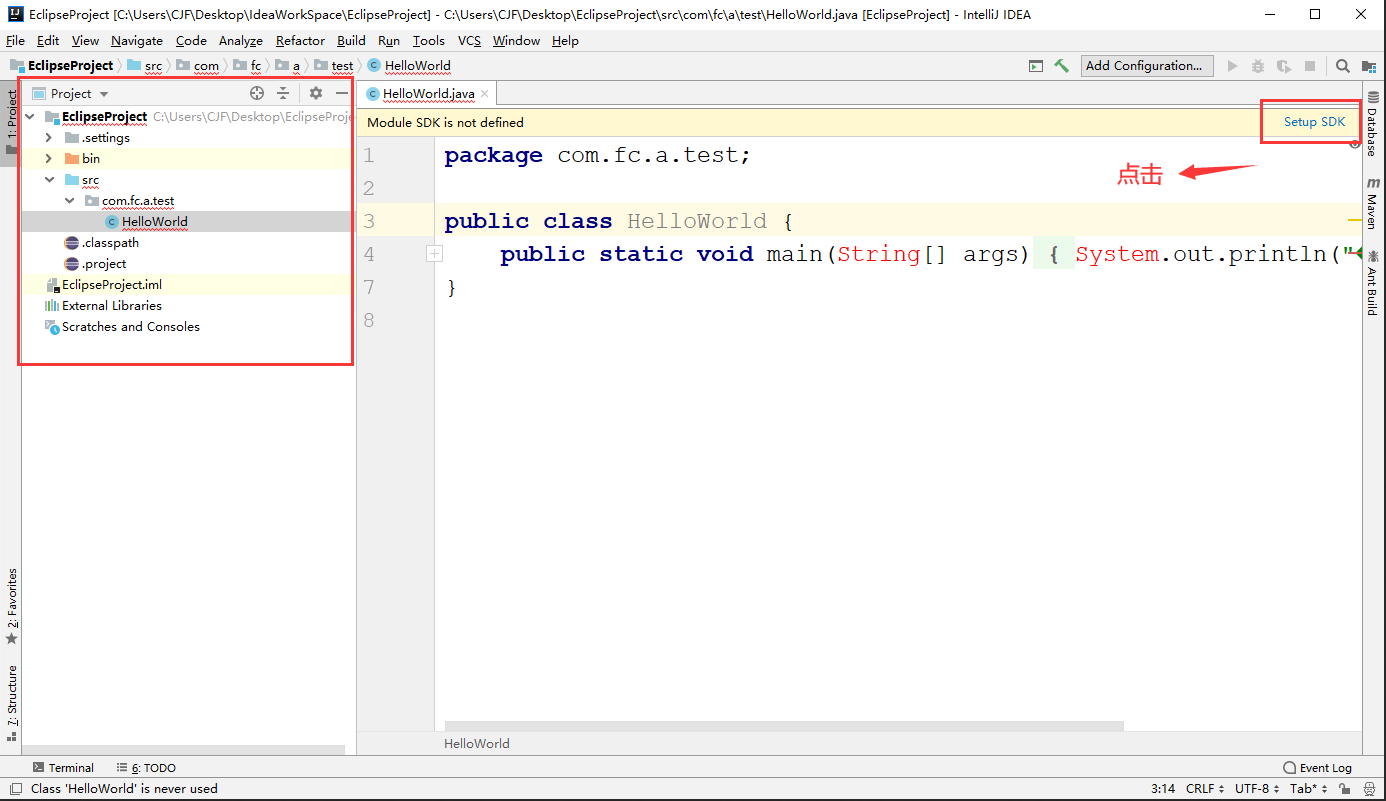 EclipseProject [C:\Users\CJF\Desktop\IdeaWorkSpace\EclipseProject] - C:\Users\CJF\Desktop\EclipseProject\src\com\fc\a\test\HelloWorld.java [EclipseProject] - IntelliJ IDEA
File Edit View Navigate Code Analyze Refactor Build Run Tools VCS Window Help
EclipseProject src com fc a test HelloWorld Add Configuration...
1: Project
Project
EclipseProject C:\Users\CJF\Desktop\EclipseProje
.settings
bin
src
com.fc.a.test
HelloWorld
.classpath
.project
EclipseProject.iml
External Libraries
Scratches and Consoles
2: Favorites
7: Structure
HelloWorld.java
Module SDK is not defined Setup SDK
点击
1 package com.fc.a.test;
2
3 public class HelloWorld {
4 public static void main(String[] args) { System.out.println("
7 }
8
HelloWorld
Database
Maven
Ant Build
Terminal 6: TODO Event Log
Class 'HelloWorld' is never used 3:14 CRLF UTF-8 Tab*